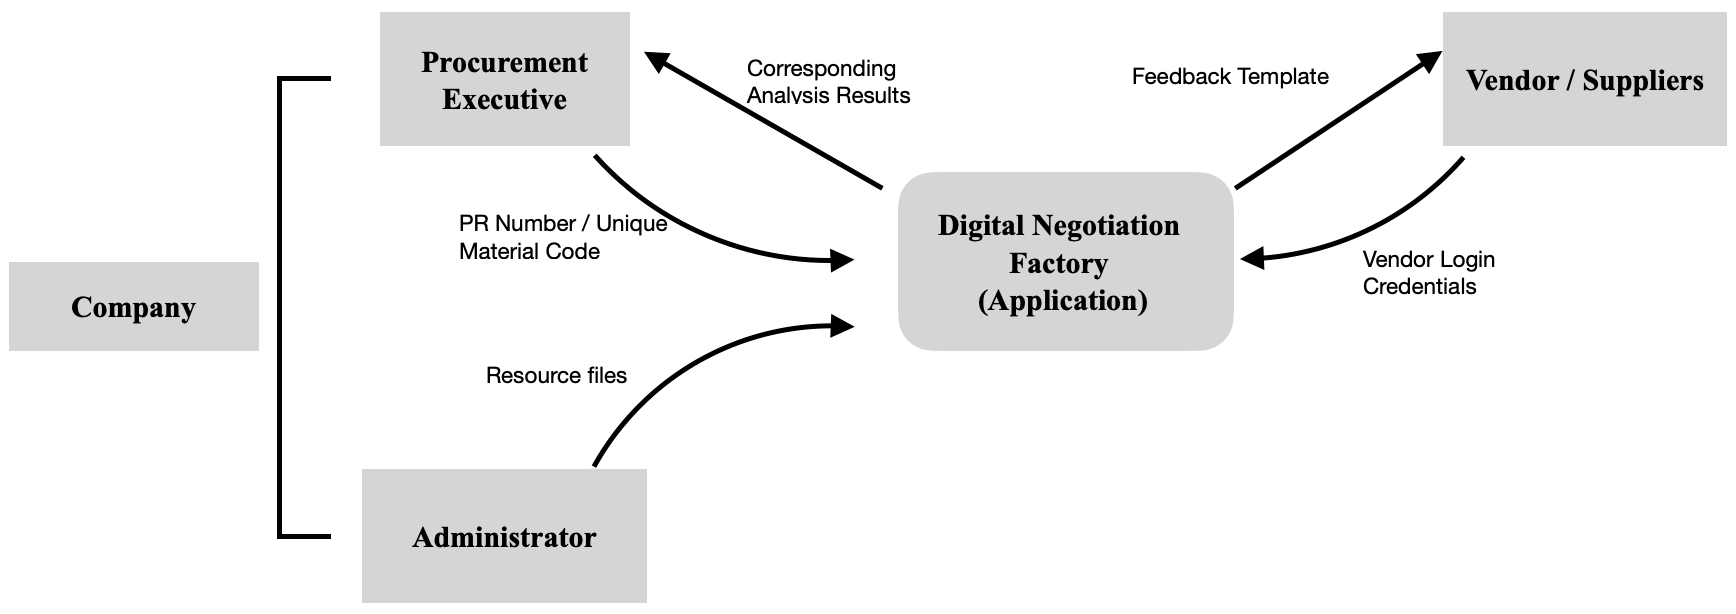 Procurement
Executive
Corresponding
Analysis Results
Feedback Template
Vendor / Suppliers
PR Number / Unique
Material Code
Digital Negotiation
Factory
(Application)
Vendor Login
Credentials
Company
Resource files
Administrator